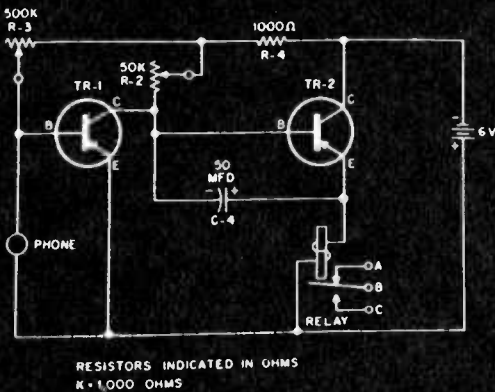 500K
R-3
1000Ω
R-4
50K
R-2
TR-1
TR-2
C
C
B
B
E
E
-
+
6V
50
MFD
- +
C-4
PHONE
A
B
C
RELAY
RESISTORS INDICATED IN OHMS
K=1,000 OHMS